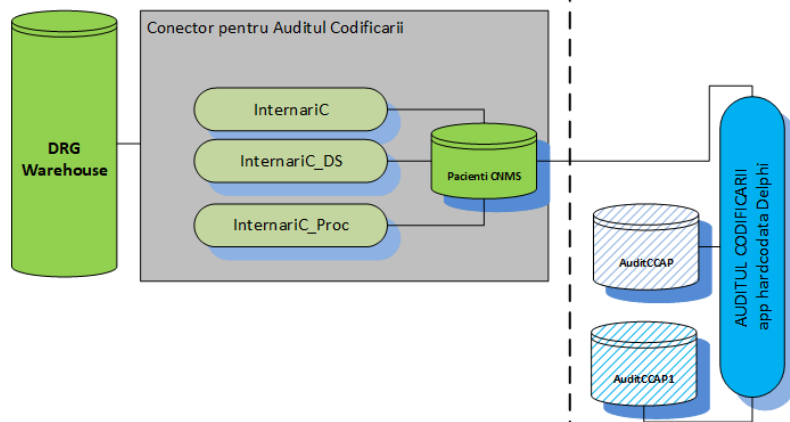 Conector pentru Auditul Codificarii
DRG
Warehouse
InternariC
InternariC_DS
InternariC_Proc
Pacienti CNMS
AuditCCAP
AuditCCAP1
AUDITUL CODIFICARII
app hardcodata Delphi